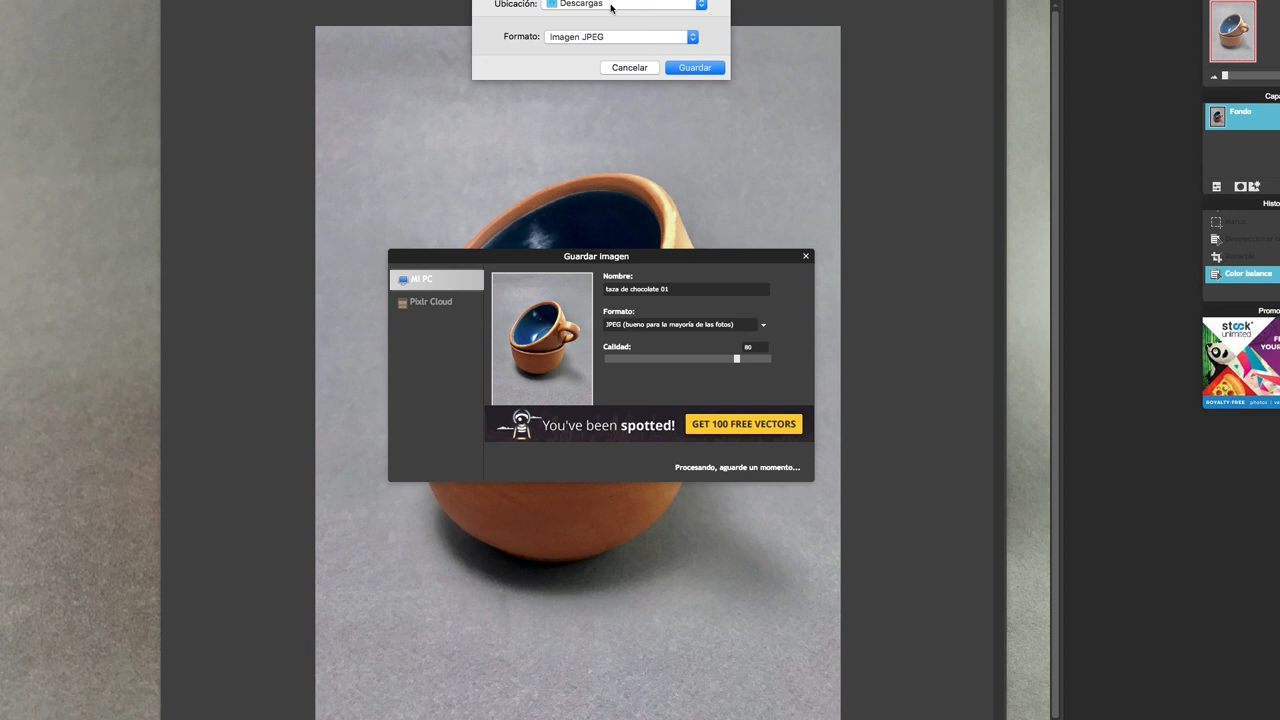 Ubicación: Descargas
Formato: Imagen JPEG
Cancelar Guardar
Fondo
Guardar imagen
Mi PC
Pixlr Cloud
Nombre:
taza de chocolate 01
Formato:
JPEG (bueno para la mayoría de las fotos)
Calidad: 80
You've been spotted!
GET 100 FREE VECTORS
Procesando, aguarde un momento...
Color balance
stock
unlimited
ROYALTY-FREE photos